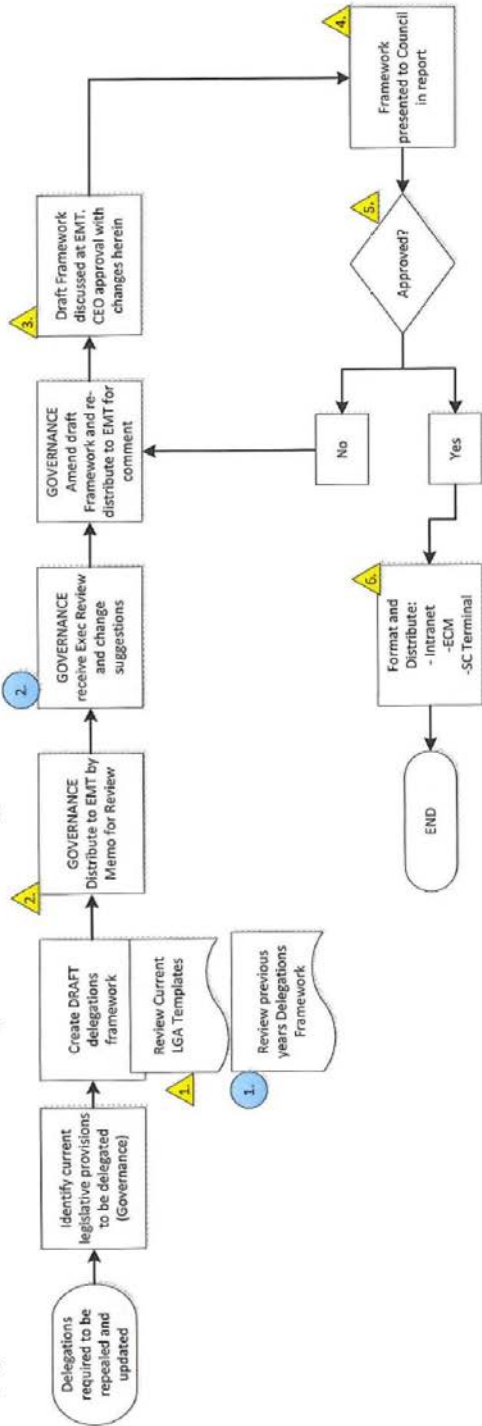 Delegations
required to be
repealed and
updated
Identify current
legislative provisions
to be delegated
(Governance)
Create DRAFT
delegations
framework
Review Current
LGA Templates
1.
Review previous
years Delegations
Framework
1.
GOVERNANCE
Distribute to EMT by
Memo for Review
2.
GOVERNANCE
receive Exec Review
and change
suggestions
2.
GOVERNANCE
Amend draft
Framework and re-
distribute to EMT for
comment
Draft Framework
discussed at EMT.
CEO approval with
changes herein
3.
Framework
presented to Council
in report
4.
Approved?
5.
No
Yes
Format and
Distribute:
- Intranet
-ECM
-SC Terminal
6.
END